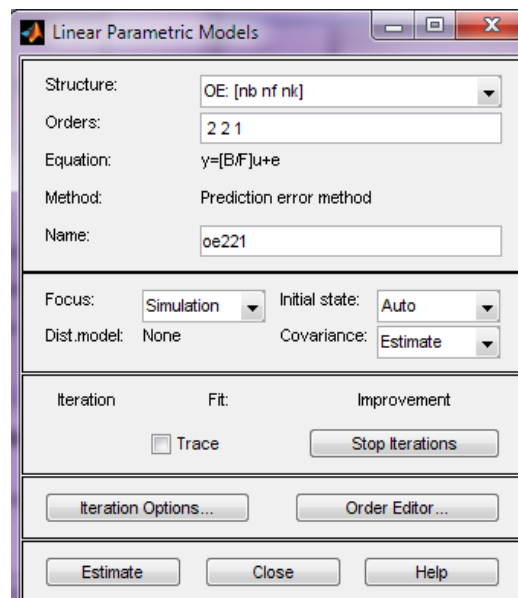 Linear Parametric Models
Structure: OE: [nb nf nk]
Orders: 2 2 1
Equation: y=[B/F]u+e
Method: Prediction error method
Name: oe221
Focus: Simulation Initial state: Auto
Dist.model: None Covariance: Estimate
Iteration Fit: Improvement
Trace Stop Iterations
Iteration Options... Order Editor...
Estimate Close Help